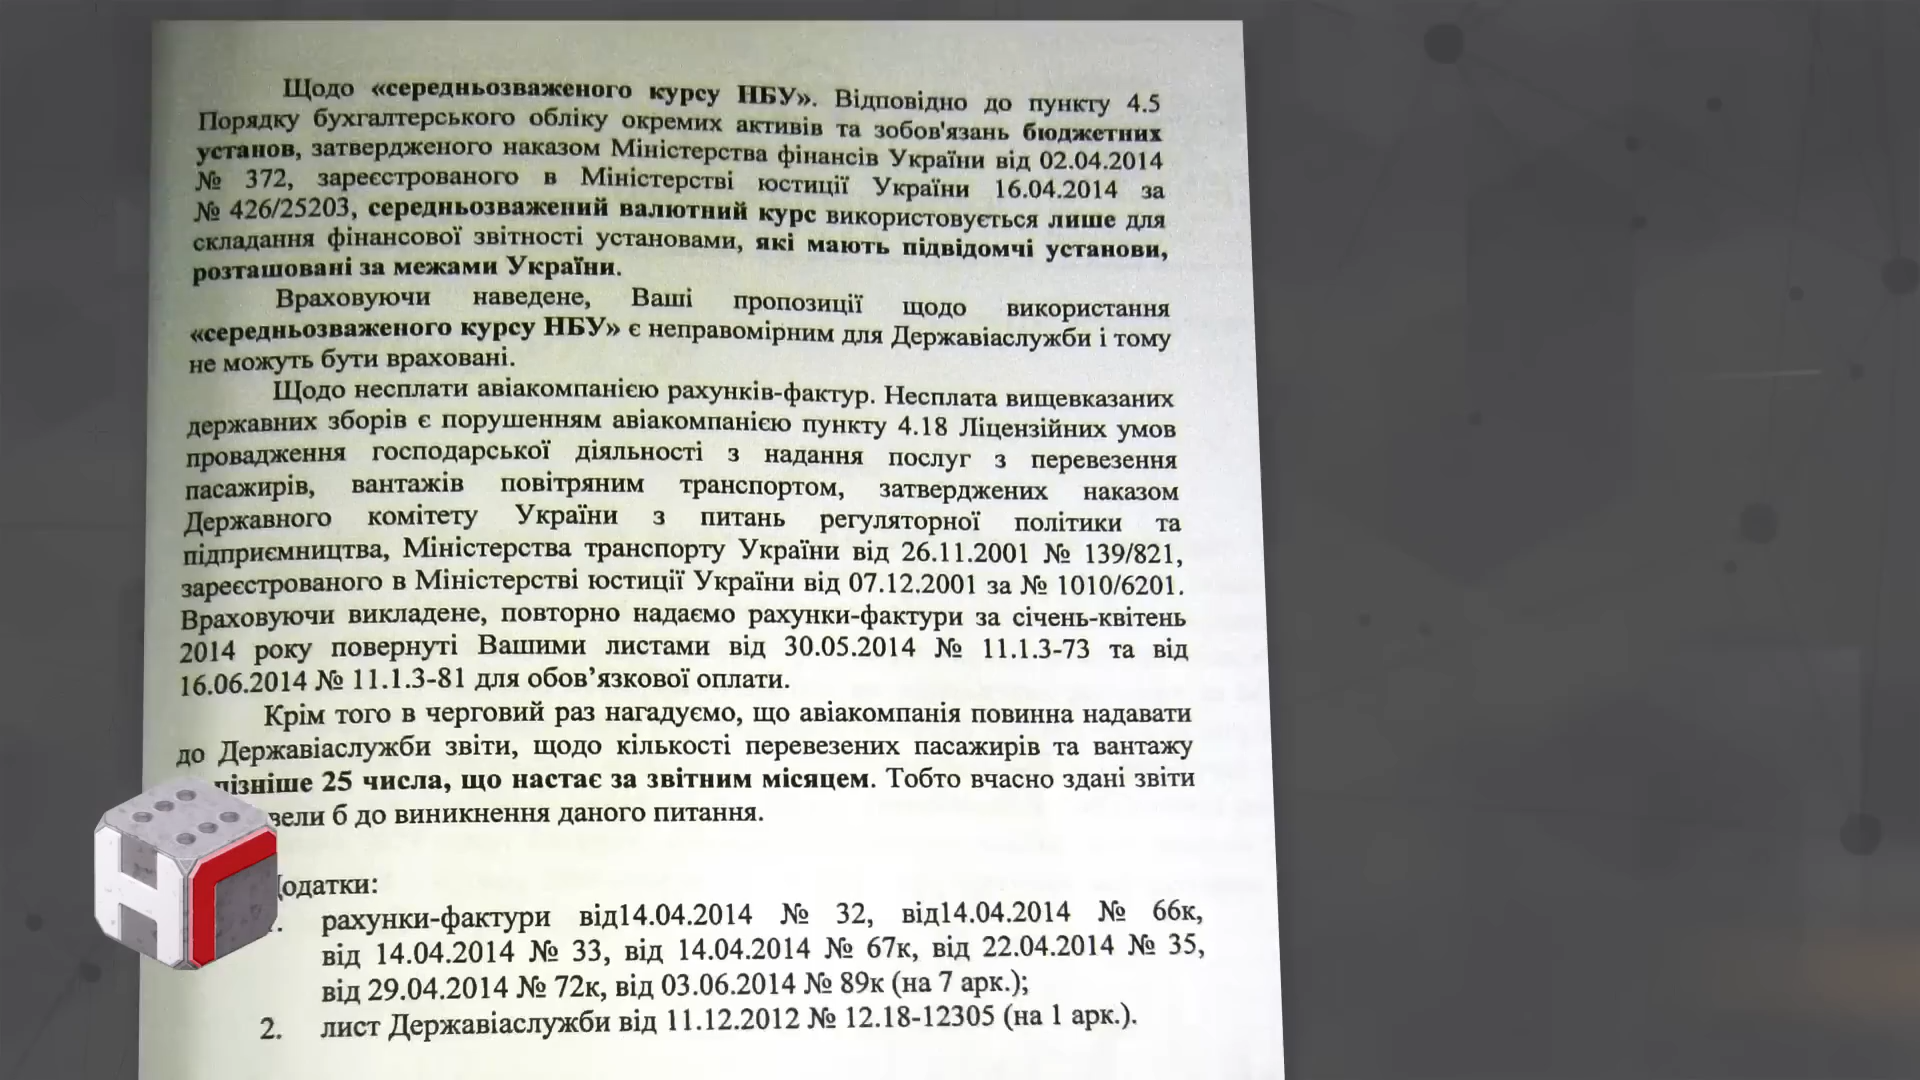 Щодо «середньозваженого курсу НБУ». Відповідно до пункту 4.5
Порядку бухгалтерського обліку окремих активів та зобов'язань бюджетних
установ, затвердженого наказом Міністерства фінансів України від 02.04.2014
№ 372, зареєстрованого в Міністерстві юстиції України 16.04.2014 за
№ 426/25203, середньозважений валютний курс використовується лише для
складання фінансової звітності установами, які мають підвідомчі установи,
розташовані за межами України.
Враховуючи наведене, Ваші пропозиції щодо використання
«середньозваженого курсу НБУ» є неправомірним для Державіаслужби і тому
не можуть бути враховані.
Щодо несплати авіакомпанією рахунків-фактур. Несплата вищевказаних
державних зборів є порушенням авіакомпанією пункту 4.18 Ліцензійних умов
провадження господарської діяльності з надання послуг з перевезення
пасажирів, вантажів повітряним транспортом, затверджених наказом
Державного комітету України з питань регуляторної політики та
підприємництва, Міністерства транспорту України від 26.11.2001 № 139/821,
зареєстрованого в Міністерстві юстиції України від 07.12.2001 за № 1010/6201.
Враховуючи викладене, повторно надаємо рахунки-фактури за січень-квітень
2014 року повернуті Вашими листами від 30.05.2014 № 11.1.3-73 та від
16.06.2014 № 11.1.3-81 для обов’язкової оплати.
Крім того в черговий раз нагадуємо, що авіакомпанія повинна надавати
до Державіаслужби звіти, щодо кількості перевезених пасажирів та вантажу
пізніше 25 числа, що настає за звітним місяцем. Тобто вчасно здані звіти
б до виникнення даного питання.
НГ
рахунки-фактури від14.04.2014 № 32, від14.04.2014 № 66к,
від 14.04.2014 № 33, від 14.04.2014 № 67к, від 22.04.2014 № 35,
від 29.04.2014 № 72к, від 03.06.2014 № 89к (на 7 арк.);
2. лист Державіаслужби від 11.12.2012 № 12.18-12305 (на 1 арк.).